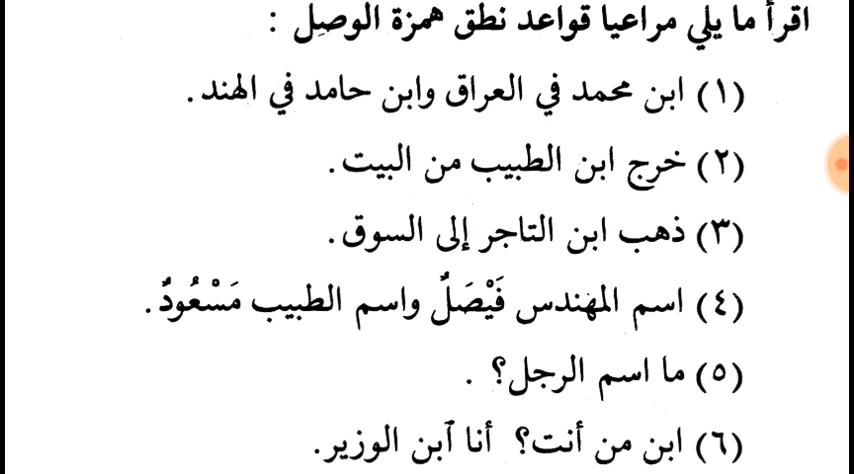 اقرأ ما يلي مراعيا قواعد نطق همزة الوصل :
(١) ابن محمد في العراق وابن حامد في الهند .
(٢) خرج ابن الطبيب من البيت .
(٣) ذهب ابن التاجر إلى السوق .
(٤) اسم المهندس فَيْصَلٌ واسم الطبيب مَسْعُودٌ .
(٥) ما اسم الرجل؟ .
(٦) ابن من أنت؟ أنا ٱبن الوزير .